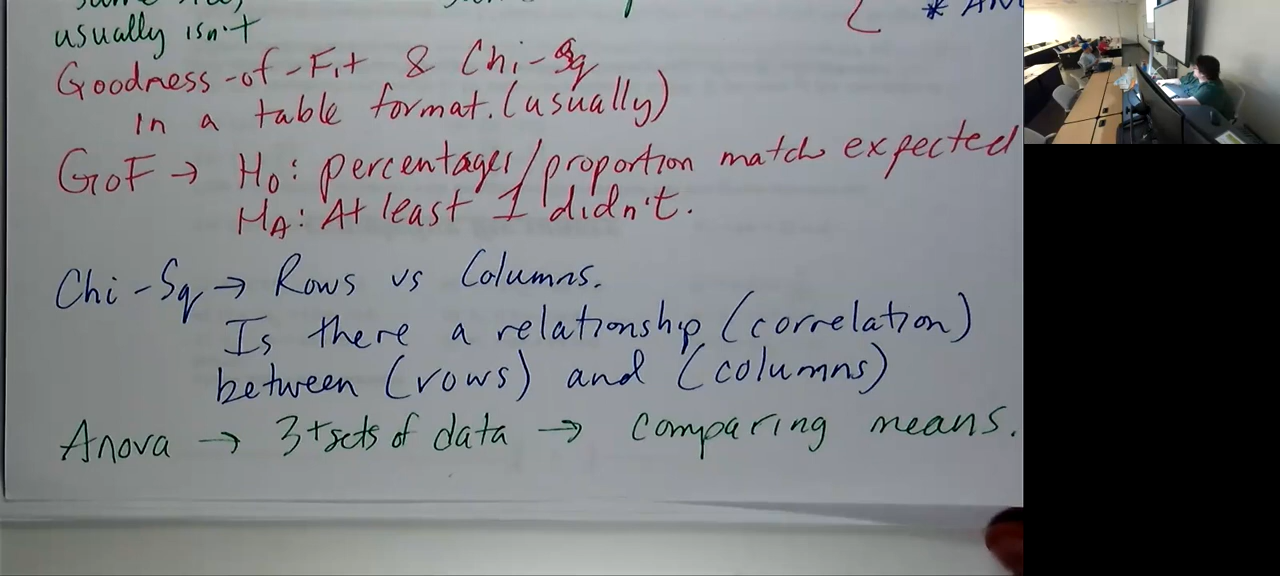 usually isn't
* AN
Goodness-of-Fit & Chi-Sq
in a table format. (usually)
GoF → H0: percentages/proportion match expected
HA: At least 1 didn't.
Chi-Sq → Rows vs Columns.
Is there a relationship (correlation)
between (rows) and (columns)
Anova → 3+ sets of data → Comparing means.